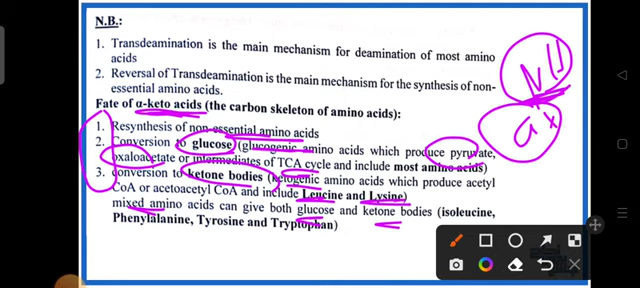 N.B.:
1. Transdeamination is the main mechanism for deamination of most amino
acids
2. Reversal of Transdeamination is the main mechanism for the synthesis of non-
essential amino acids.
Fate of α-keto acids (the carbon skeleton of amino acids):
1. Resynthesis of non-essential amino acids
2. Conversion to glucose (glucogenic amino acids which produce pyruvate,
oxaloacetate or intermediates of TCA cycle and include most amino acids)
3. conversion to ketone bodies (ketogenic amino acids which produce acetyl
CoA or acetoacetyl CoA and include Leucine and Lysine)
mixed amino acids can give both glucose and ketone bodies (isoleucine,
Phenylalanine, Tyrosine and Tryptophan)